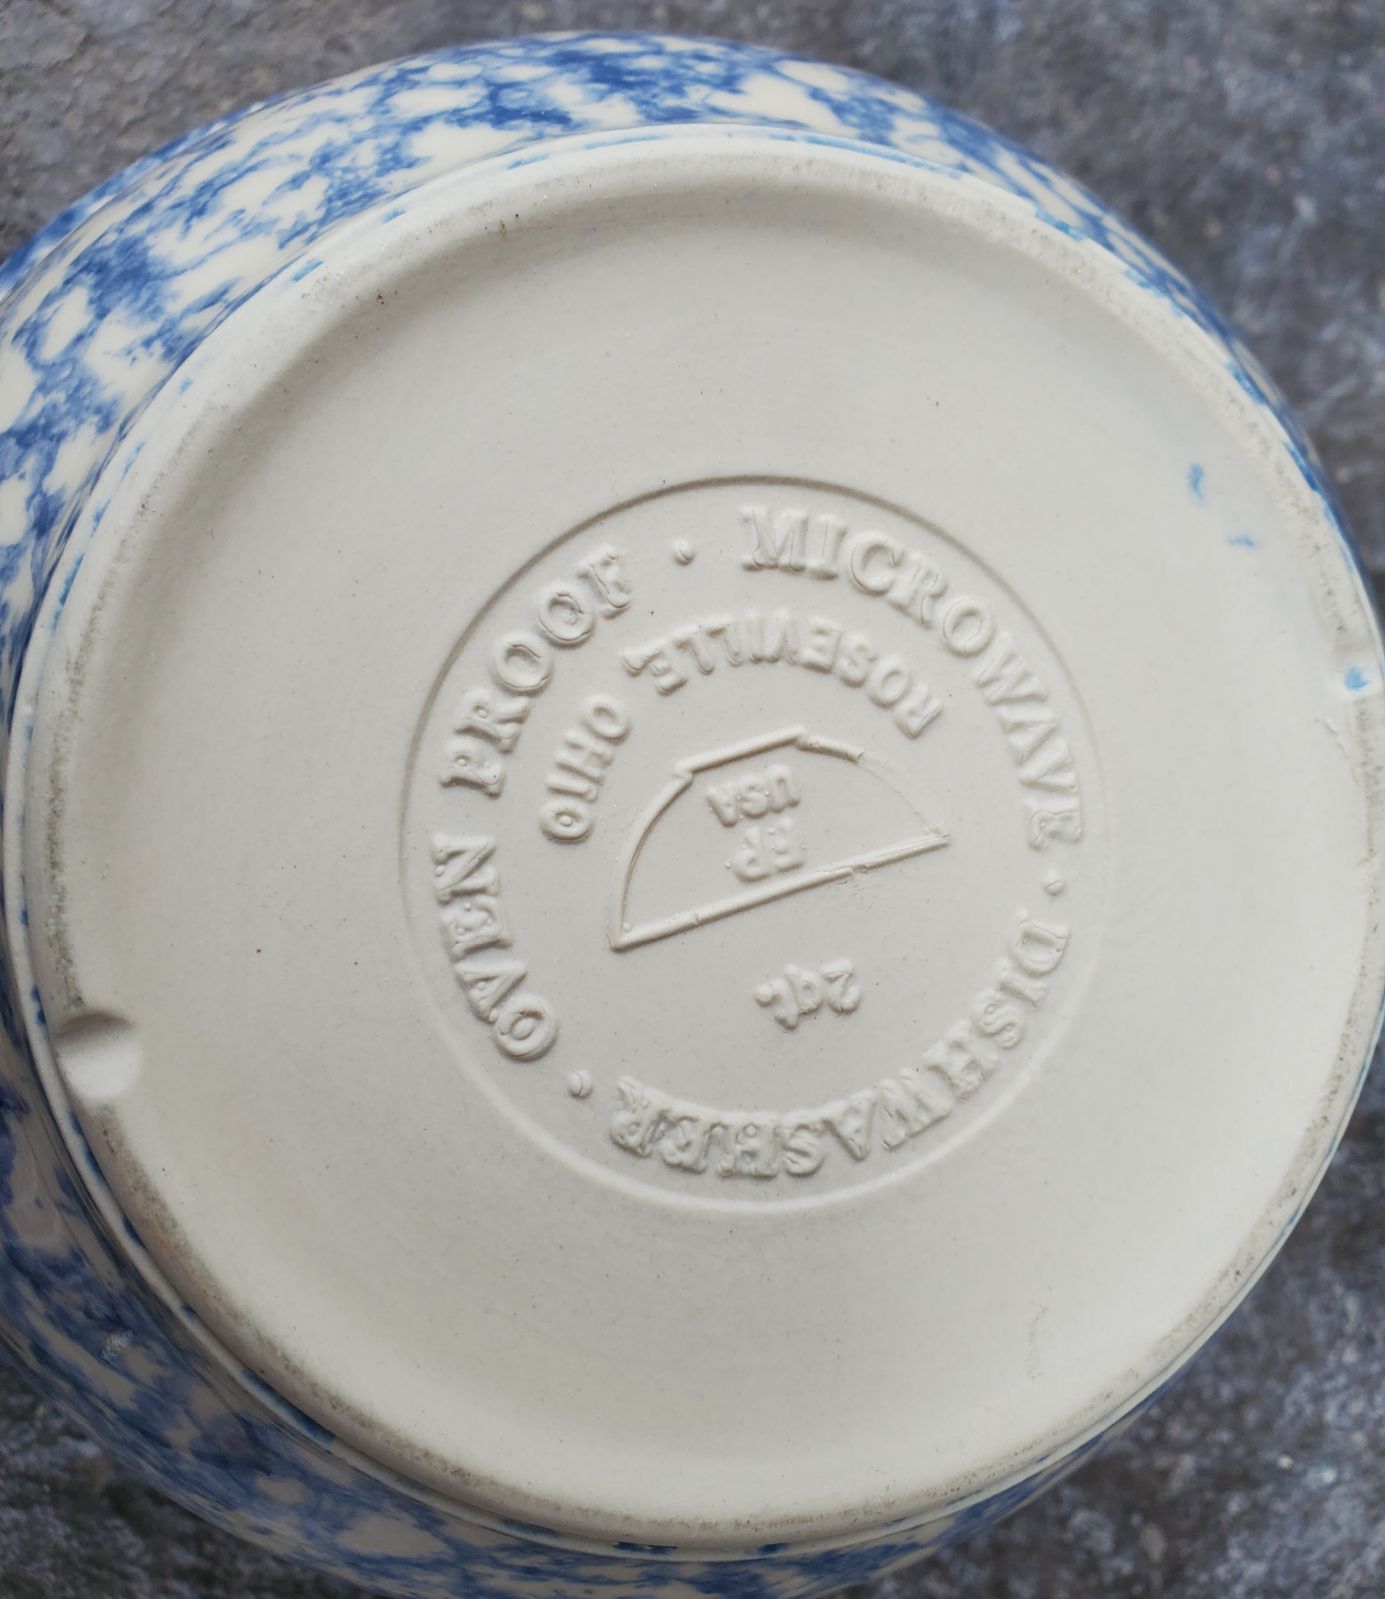 OVEN PROOF · MICROWAVE · DISHWASHER ·
ROSEVILLE OHIO
USA
RP
2qt.